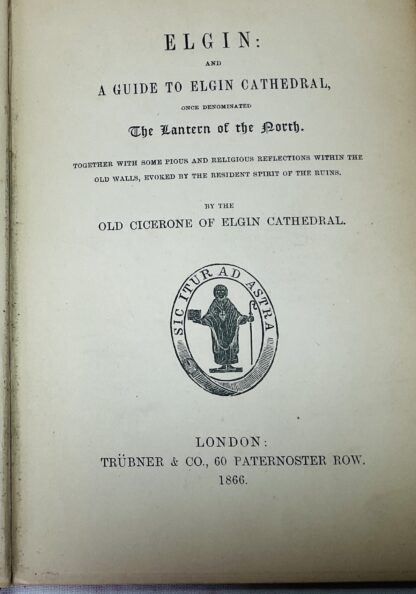 ELGIN:
AND
A GUIDE TO ELGIN CATHEDRAL,
ONCE DENOMINATED
The Lantern of the North.
TOGETHER WITH SOME PIOUS AND RELIGIOUS REFLECTIONS WITHIN THE
OLD WALLS, EVOKED BY THE RESIDENT SPIRIT OF THE RUINS.
BY THE
OLD CICERONE OF ELGIN CATHEDRAL.
SIC ITUR AD ASTRA
LONDON:
TRÜBNER & CO., 60 PATERNOSTER ROW.
1866.